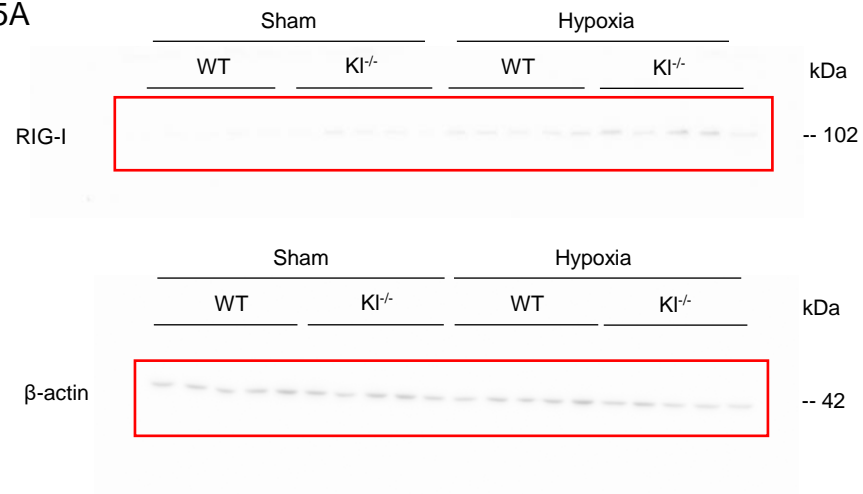 5A
Sham Hypoxia
WT Kl-/- WT Kl-/- kDa
RIG-I -- 102
Sham Hypoxia
WT Kl-/- WT Kl-/- kDa
β-actin -- 42